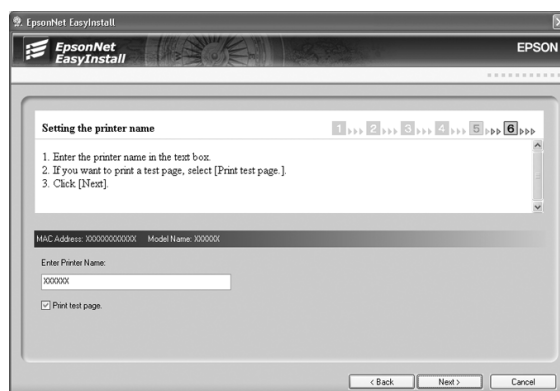 EpsonNet EasyInstall
EpsonNet
EasyInstall
EPSON
Setting the printer name
1 2 3 4 5 6
1. Enter the printer name in the text box.
2. If you want to print a test page, select [Print test page.].
3. Click [Next].
MAC Address: XXXXXXXXXXXX Model Name: XXXXXX
Enter Printer Name:
XXXXXX
Print test page.
< Back Next > Cancel